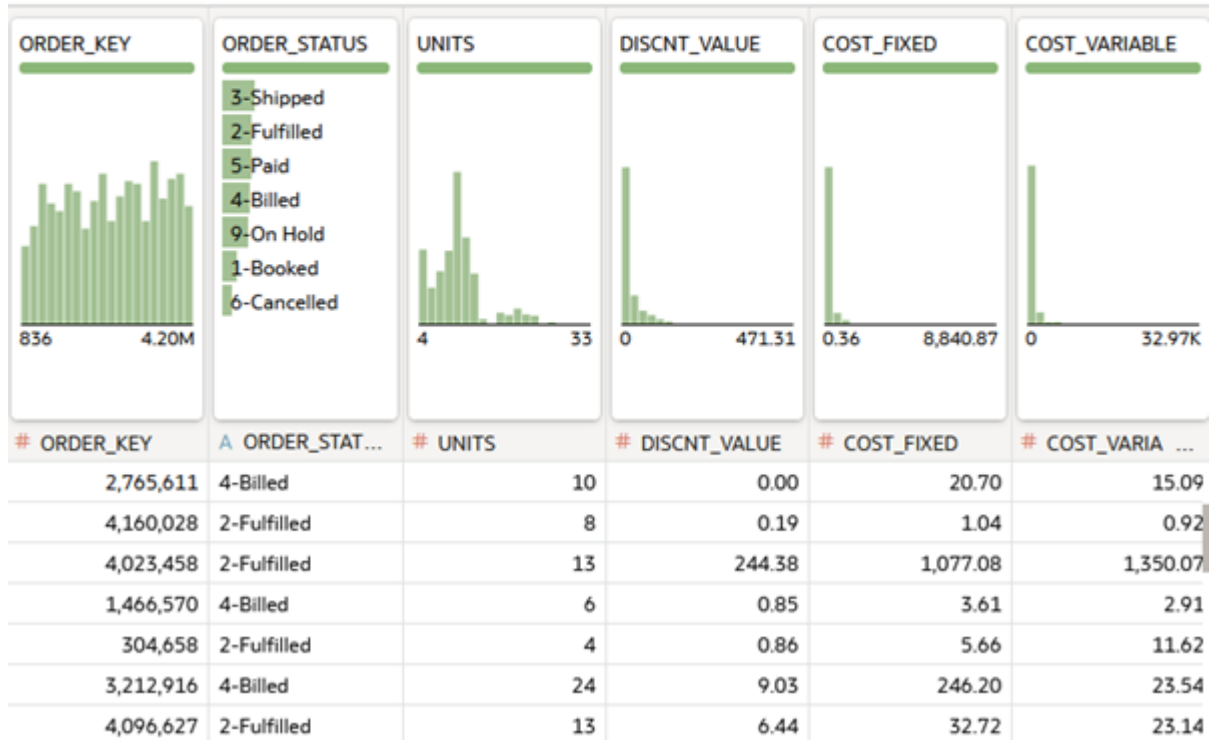 ORDER_KEY ORDER_STATUS UNITS DISCNT_VALUE COST_FIXED COST_VARIABLE
3-Shipped
2-Fulfilled
5-Paid
4-Billed
9-On Hold
1-Booked
6-Cancelled
836 4.20M 4 33 0 471.31 0.36 8,840.87 0 32.97K
# ORDER_KEY A ORDER_STAT... # UNITS # DISCNT_VALUE # COST_FIXED # COST_VARIA ...
2,765,611 4-Billed 10 0.00 20.70 15.09
4,160,028 2-Fulfilled 8 0.19 1.04 0.92
4,023,458 2-Fulfilled 13 244.38 1,077.08 1,350.07
1,466,570 4-Billed 6 0.85 3.61 2.91
304,658 2-Fulfilled 4 0.86 5.66 11.62
3,212,916 4-Billed 24 9.03 246.20 23.54
4,096,627 2-Fulfilled 13 6.44 32.72 23.14